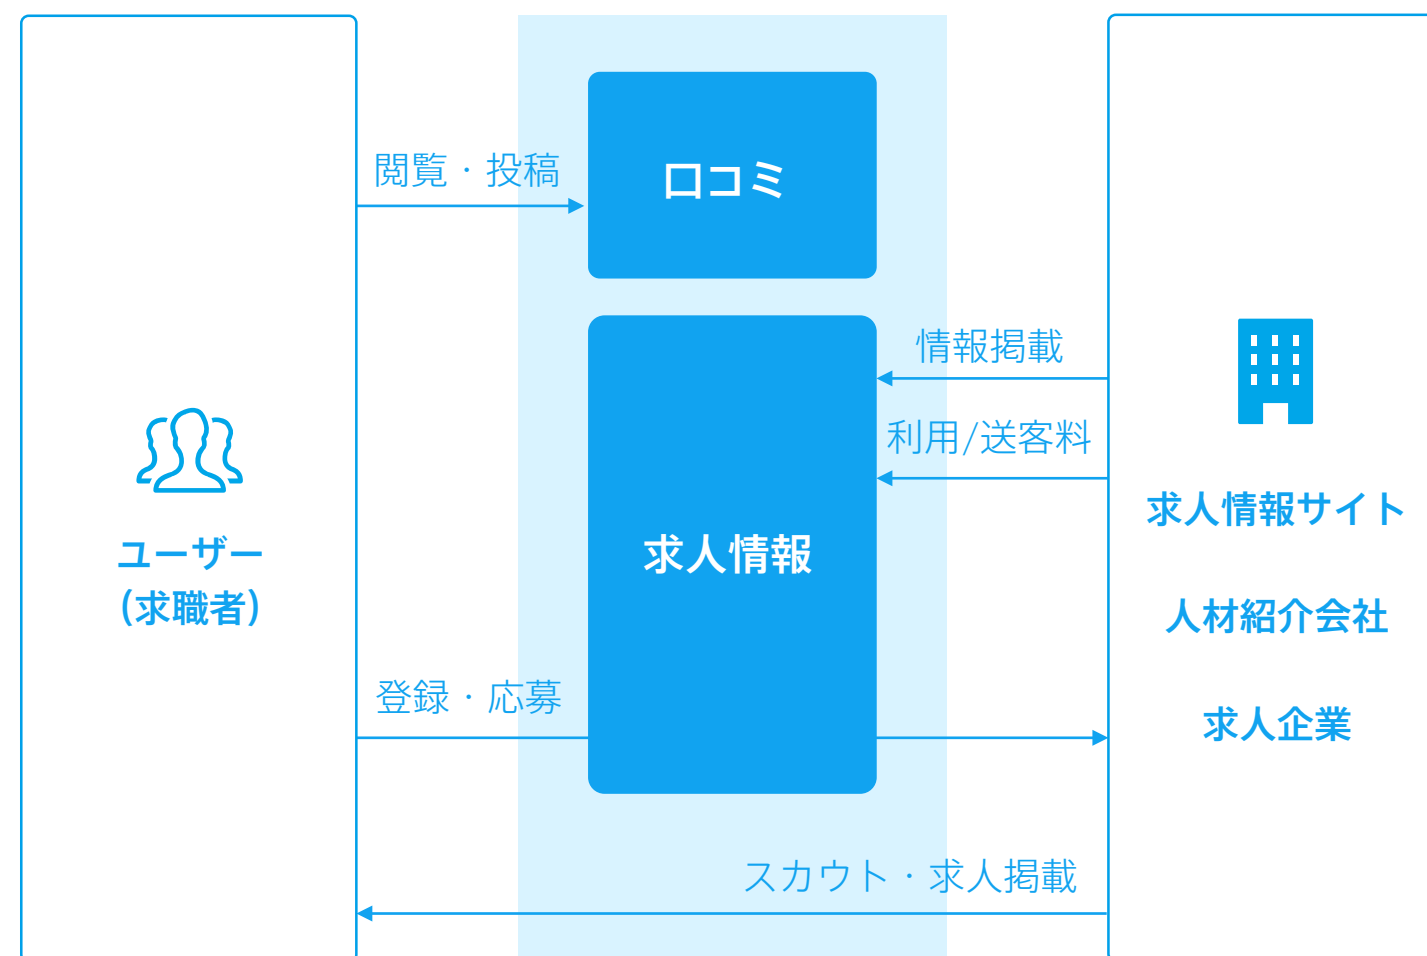 閲覧・投稿
口コミ
情報掲載
利用/送客料
求人情報
ユーザー
(求職者)
求人情報サイト
人材紹介会社
求人企業
登録・応募
スカウト・求人掲載